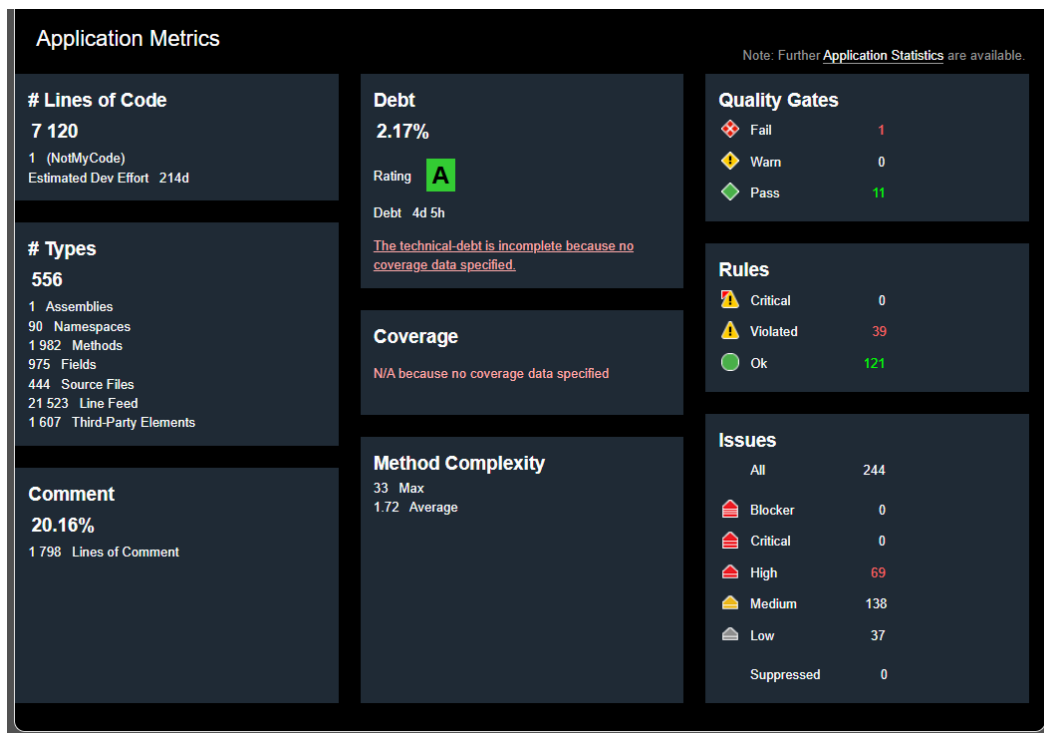 Application Metrics
Note: Further Application Statistics are available.
# Lines of Code
7 120
1 (NotMyCode)
Estimated Dev Effort 214d
# Types
556
1 Assemblies
90 Namespaces
1 982 Methods
975 Fields
444 Source Files
21 523 Line Feed
1 607 Third-Party Elements
Comment
20.16%
1 798 Lines of Comment
Debt
2.17%
Rating A
Debt 4d 5h
The technical-debt is incomplete because no
coverage data specified.
Coverage
N/A because no coverage data specified
Method Complexity
33 Max
1.72 Average
Quality Gates
Fail 1
Warn 0
Pass 11
Rules
Critical 0
Violated 39
Ok 121
Issues
All 244
Blocker 0
Critical 0
High 69
Medium 138
Low 37
Suppressed 0